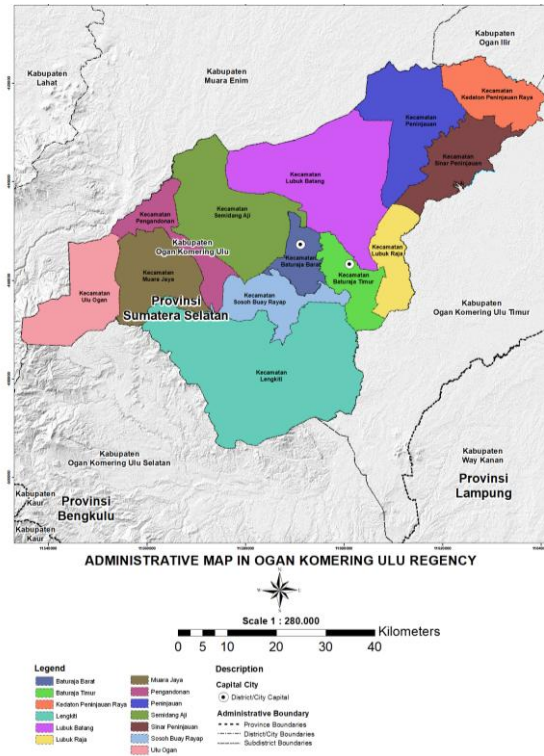 Kabupaten
Ogan Ilir
Kabupaten
Lahat
Kabupaten
Muara Enim
Kecamatan
Kedaton Peninjauan Raya
Kecamatan
Peninjauan
Kecamatan
Sinar Peninjauan
Kecamatan
Lubuk Batang
Kecamatan
Semidang Aji
Kecamatan
Pengandonan
Kabupaten
Ogan Komering Ulu
Kecamatan
Lubuk Raja
Kecamatan
Baturaja Barat
Kecamatan
Baturaja Timur
Kecamatan
Muara Jaya
Kecamatan
Ulu Ogan
Kecamatan
Sosoh Buay Rayap
Provinsi
Sumatera Selatan
Kabupaten
Ogan Komering Ulu Timur
Kecamatan
Lengkiti
Kabupaten
Ogan Komering Ulu Selatan
Kabupaten
Way Kanan
Provinsi
Lampung
Kabupaten
Kaur
Provinsi
Bengkulu
Kabupaten
Kaur
ADMINISTRATIVE MAP IN OGAN KOMERING ULU REGENCY
Scale 1 : 280.000
0 2 5 10 20 30 40 Kilometers
Legend
Baturaja Barat
Baturaja Timur
Kedaton Peninjauan Raya
Lengkiti
Lubuk Batang
Lubuk Raja
Muara Jaya
Pengandonan
Peninjauan
Semidang Aji
Sinar Peninjauan
Sosoh Buay Rayap
Ulu Ogan
Description
Capital City
District/City Capital
Administrative Boundary
Province Boundaries
District/City Boundaries
Subdistrict Boundaries